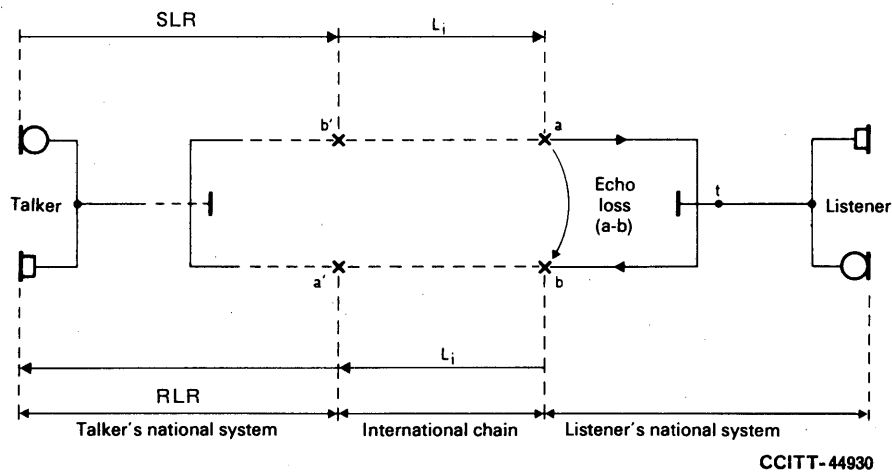 SLR
Li
b'
a
Talker
Echo
loss
(a-b)
t
Listener
a'
b
Li
RLR
Talker's national system
International chain
Listener's national system
CCITT-44930